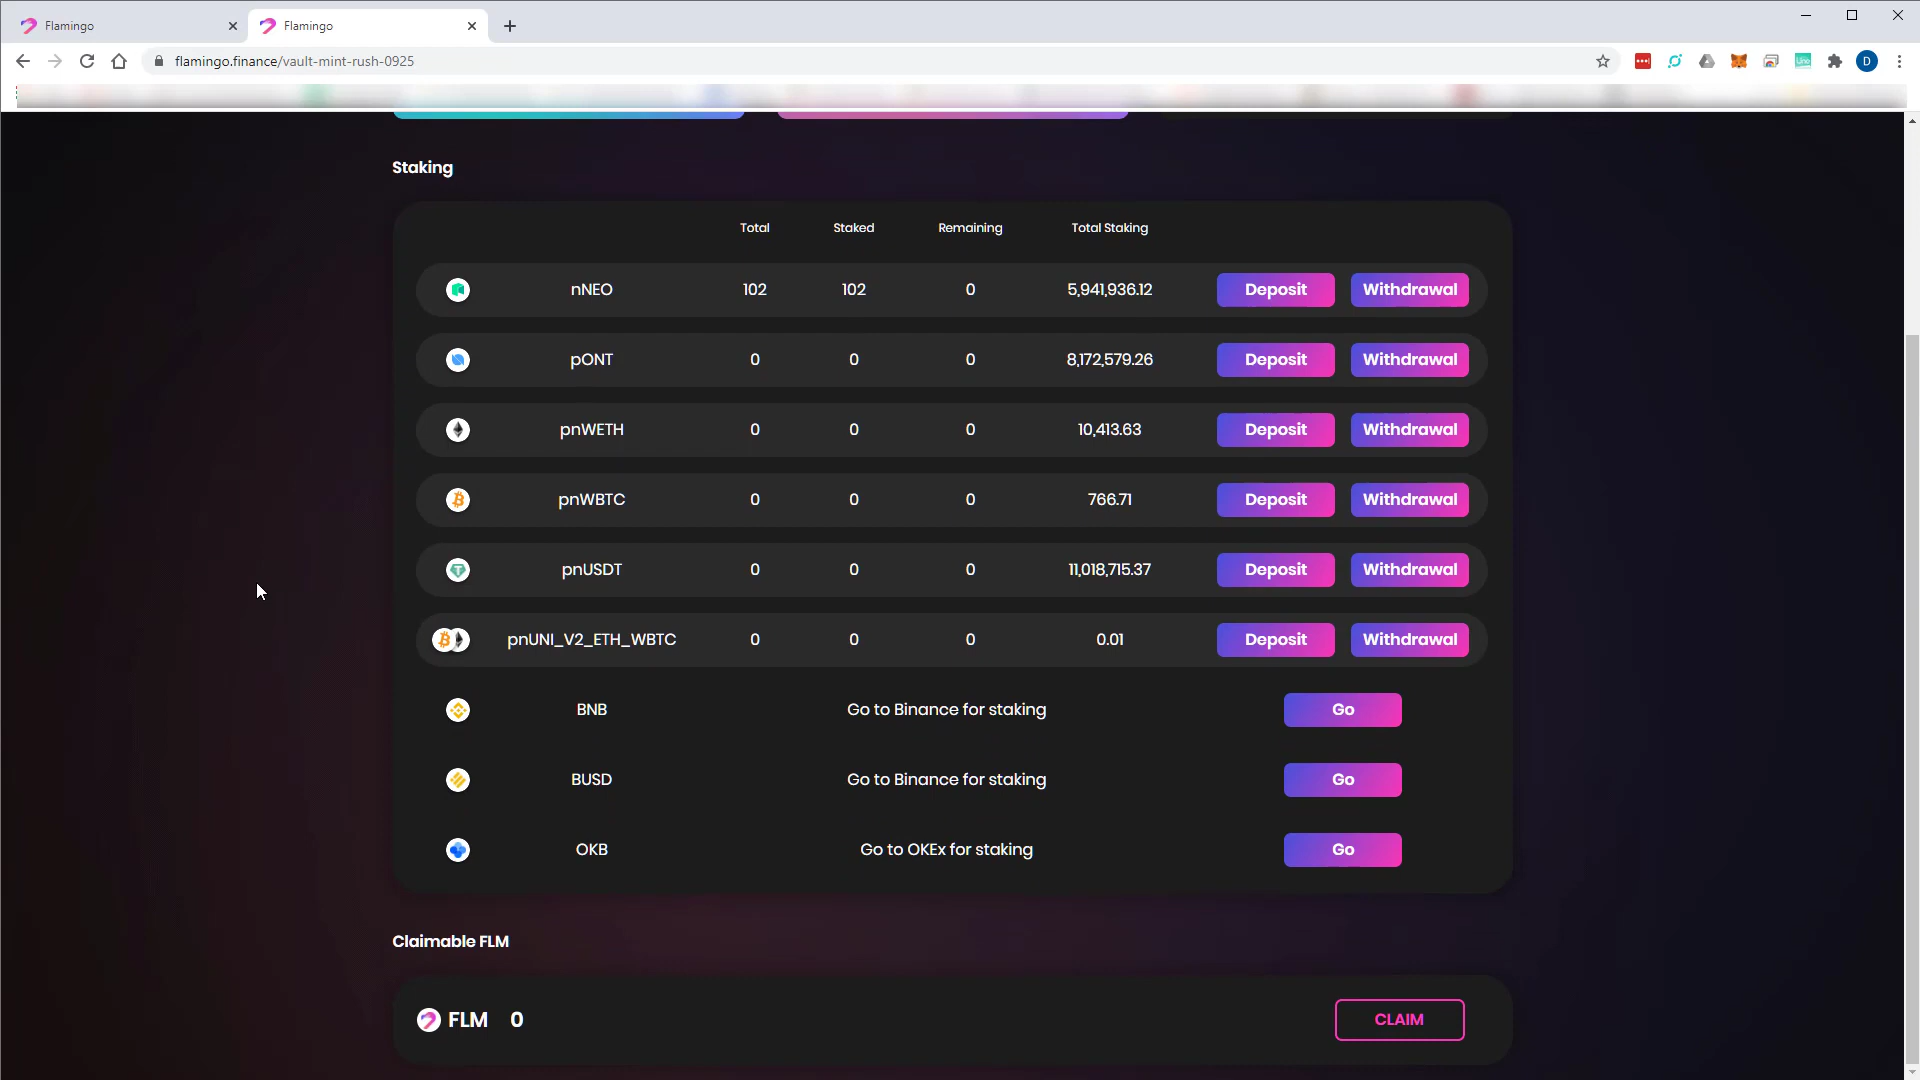 Flamingo
Flamingo
flamingo.finance/vault-mint-rush-0925
D
Staking
Total Staked Remaining Total Staking
nNEO 102 102 0 5,941,936.12 Deposit Withdrawal
pONT 0 0 0 8,172,579.26 Deposit Withdrawal
pnWETH 0 0 0 10,413.63 Deposit Withdrawal
pnWBTC 0 0 0 766.71 Deposit Withdrawal
pnUSDT 0 0 0 11,018,715.37 Deposit Withdrawal
pnUNI_V2_ETH_WBTC 0 0 0 0.01 Deposit Withdrawal
BNB Go to Binance for staking Go
BUSD Go to Binance for staking Go
OKB Go to OKEx for staking Go
Claimable FLM
FLM 0 CLAIM